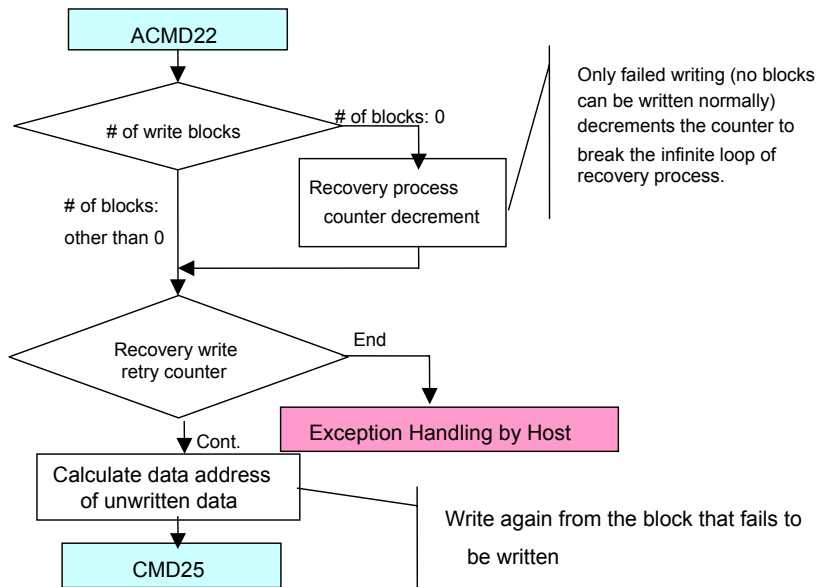 ACMD22
# of write blocks
# of blocks: 0
Only failed writing (no blocks
can be written normally)
decrements the counter to
break the infinite loop of
recovery process.
Recovery process
counter decrement
# of blocks:
other than 0
Recovery write
retry counter
End
Exception Handling by Host
Cont.
Calculate data address
of unwritten data
Write again from the block that fails to
be written
CMD25